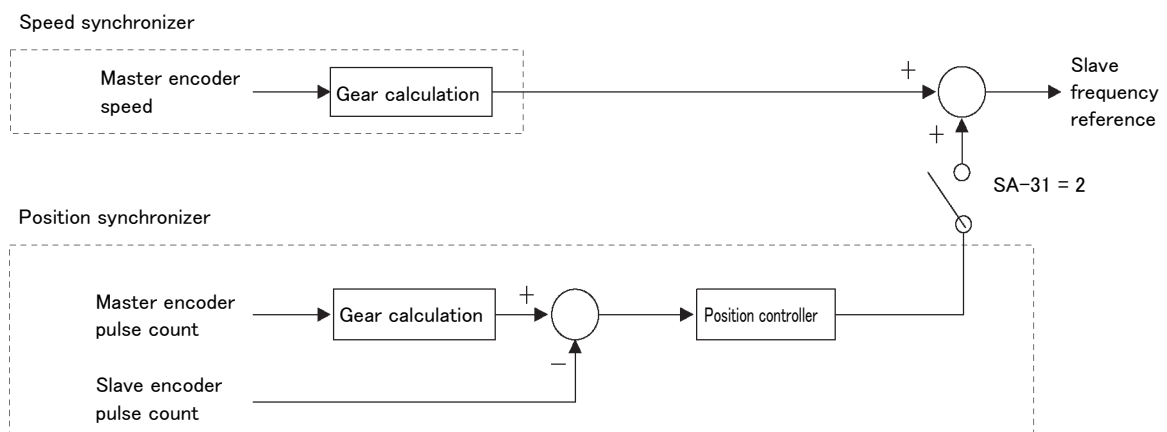 Speed synchronizer
Master encoder
speed
Gear calculation
+
+
Slave
frequency
reference
SA-31 = 2
Position synchronizer
Master encoder
pulse count
Gear calculation
+
−
Position controller
Slave encoder
pulse count